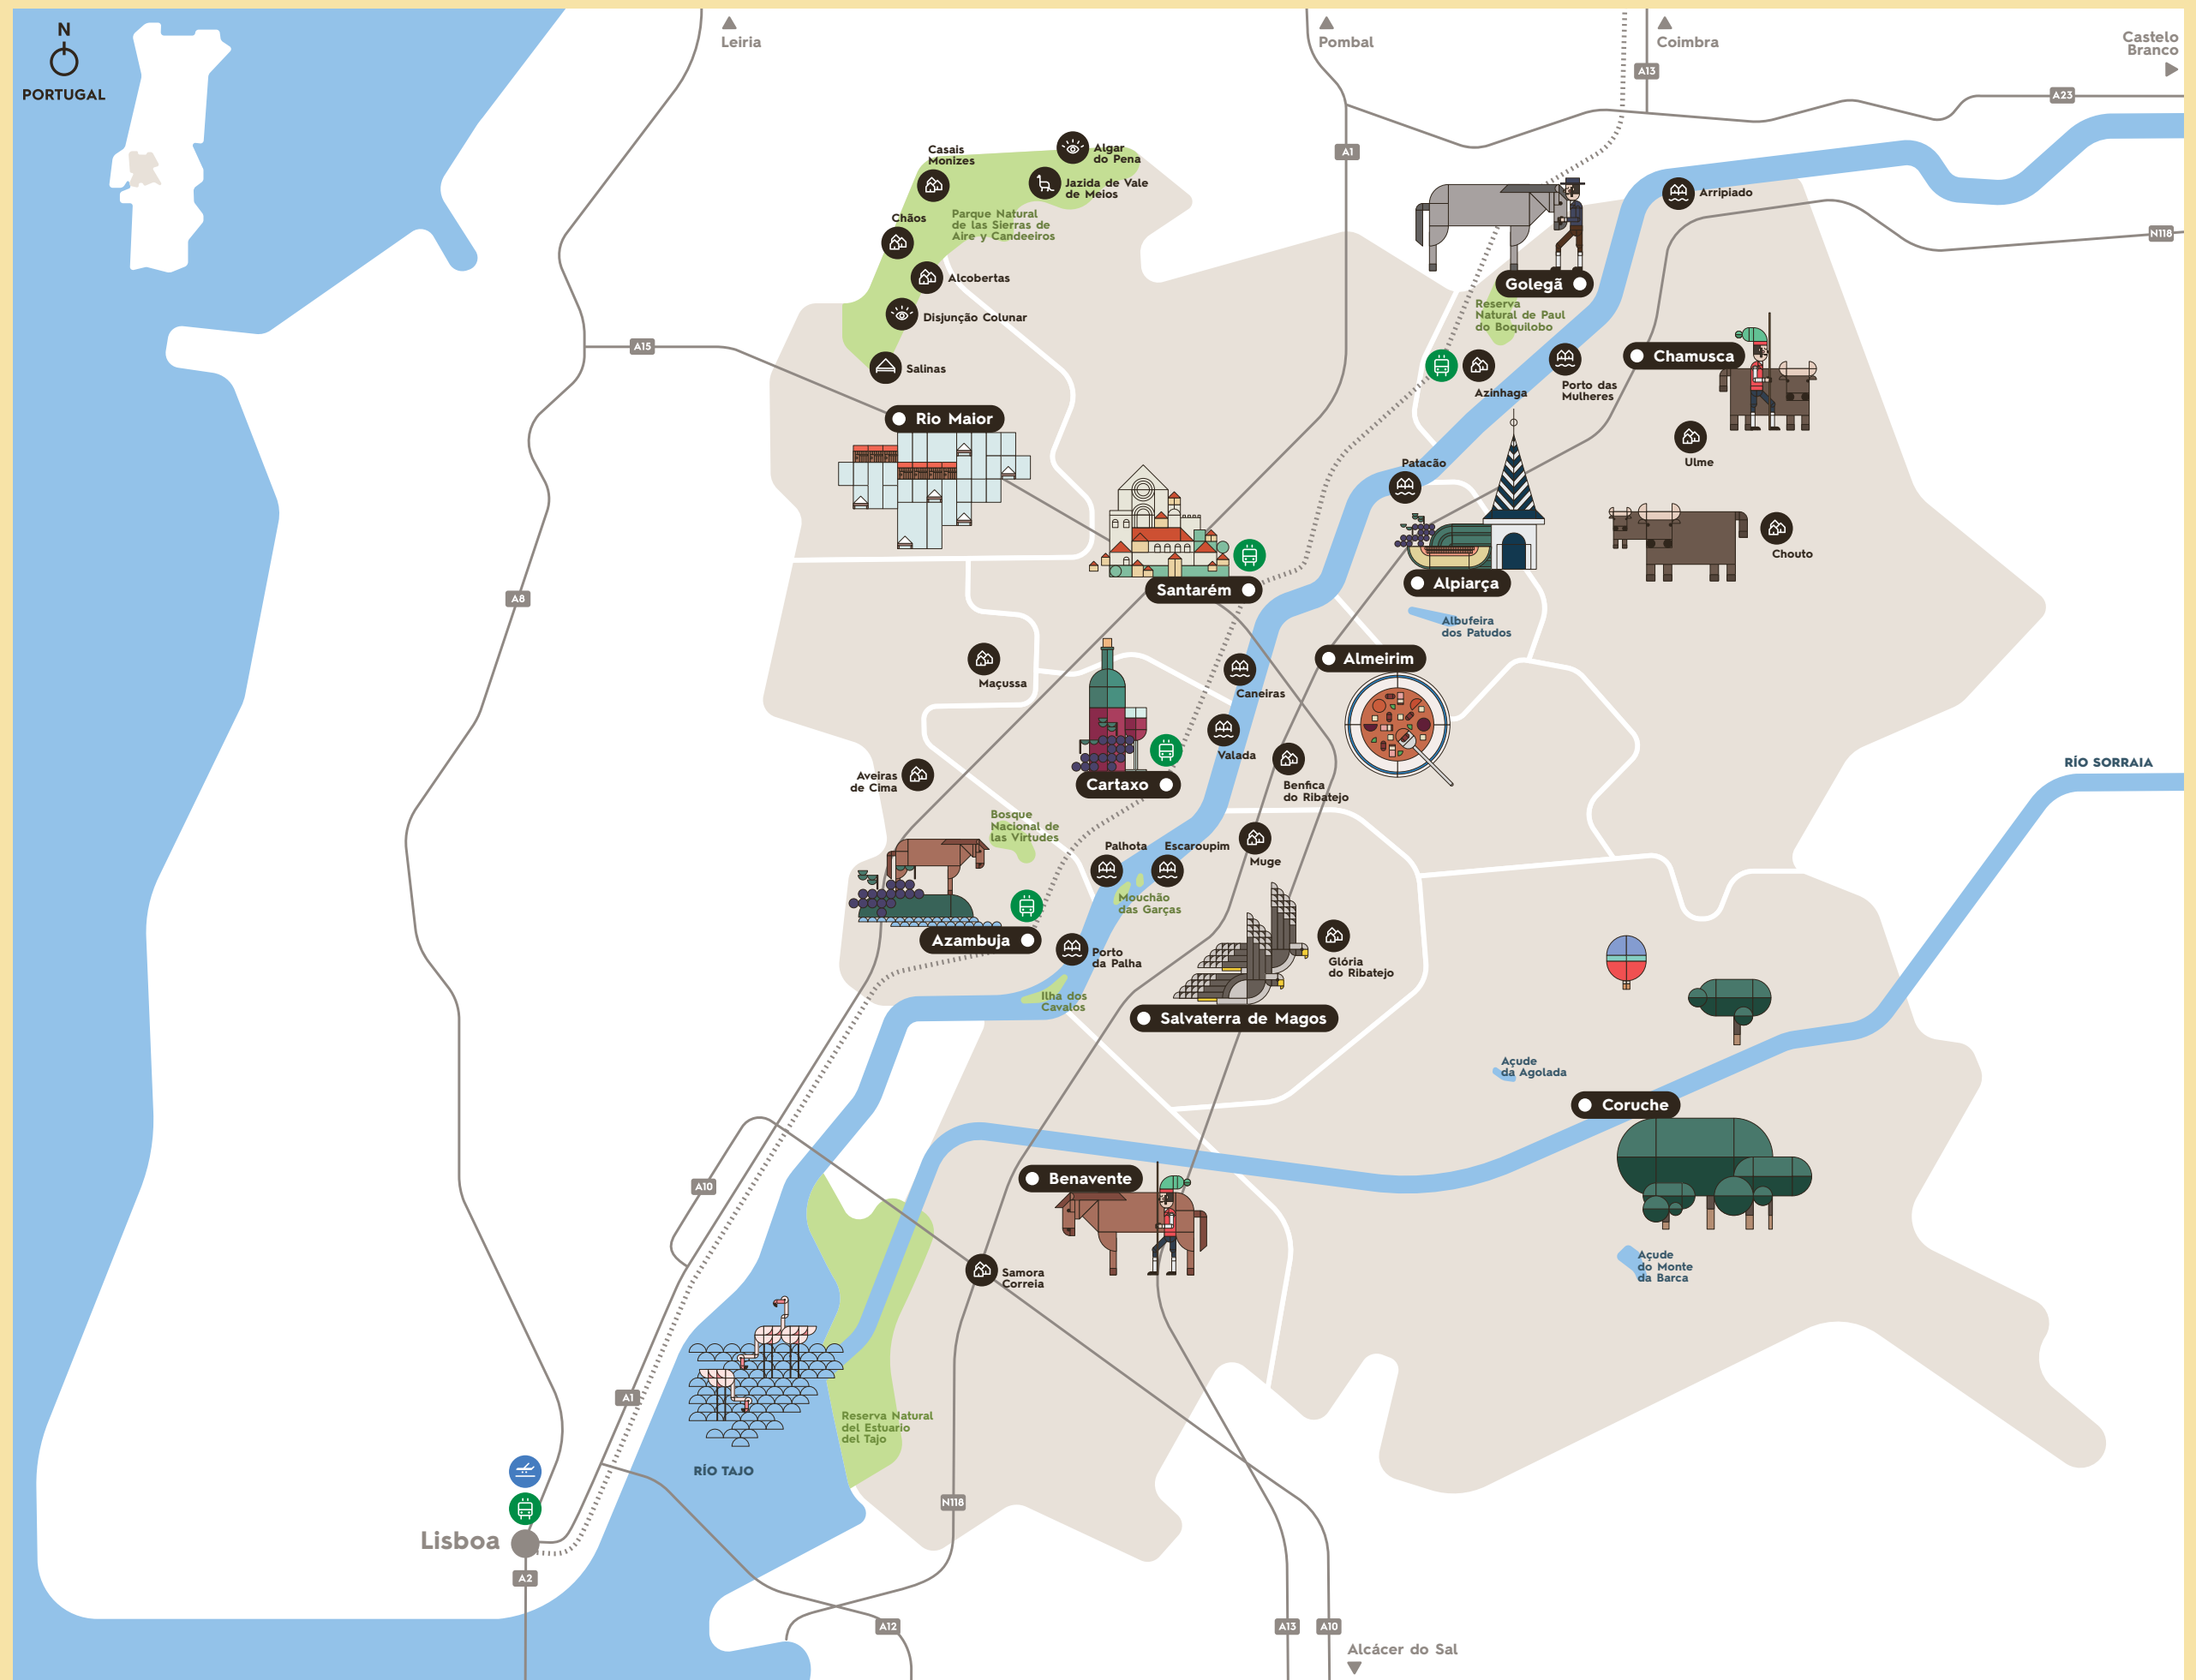 N
PORTUGAL
Leiria
Pombal
Coimbra
Castelo
Branco
A13
A23
A1
N118
Casais
Monizes
Algar
do Pena
Jazida de Vale
de Meios
Chãos
Parque Natural
de las Sierras de
Aire y Candeeiros
Alcobertas
Disjunção Colunar
Salinas
A15
Rio Maior
Arripiado
Golegã
Reserva
Natural de Paul
do Boquilobo
Azinhaga
Porto das
Mulheres
Chamusca
Ulme
Chouto
Patacão
Alpiarça
Albufeira
dos Patudos
Santarém
A8
Almeirim
Maçussa
Caneiras
Valada
Cartaxo
Benfica
do Ribatejo
Aveiras
de Cima
Bosque
Nacional de
las Virtudes
RÍO SORRAIA
Palhota
Escaroupim
Muge
Mouchão
das Garças
Azambuja
Porto
da Palha
Glória
do Ribatejo
Ilha dos
Cavalos
Salvaterra de Magos
Açude
da Agolada
Coruche
A10
Benavente
Samora
Correia
Açude
do Monte
da Barca
A1
Reserva Natural
del Estuario
del Tajo
RÍO TAJO
N118
Lisboa
A2
A12
A13
A10
Alcácer do Sal